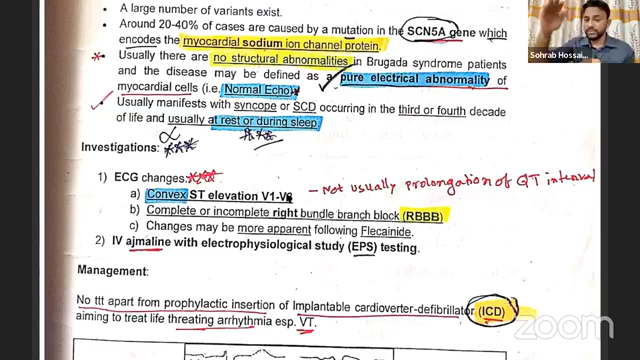 • A large number of variants exist.
• Around 20-40% of cases are caused by a mutation in the SCN5A gene which
encodes the myocardial sodium ion channel protein.
• Usually there are no structural abnormalities in Brugada syndrome patients
and the disease may be defined as a pure electrical abnormality of
myocardial cells (i.e. Normal Echo)
• Usually manifests with syncope or SCD occurring in the third or fourth decade
of life and usually at rest or during sleep
Investigations:
1) ECG changes:
a) Convex ST elevation V1-V3
- Not usually prolongation of QT interval
b) Complete or incomplete right bundle branch block (RBBB)
c) Changes may be more apparent following Flecainide.
2) IV ajmaline with electrophysiological study (EPS) testing.
Management:
No ttt apart from prophylactic insertion of Implantable cardioverter-defibrillator (ICD)
aiming to treat life threating arrhythmia esp. VT.
Sohrab Hossai...
zoom